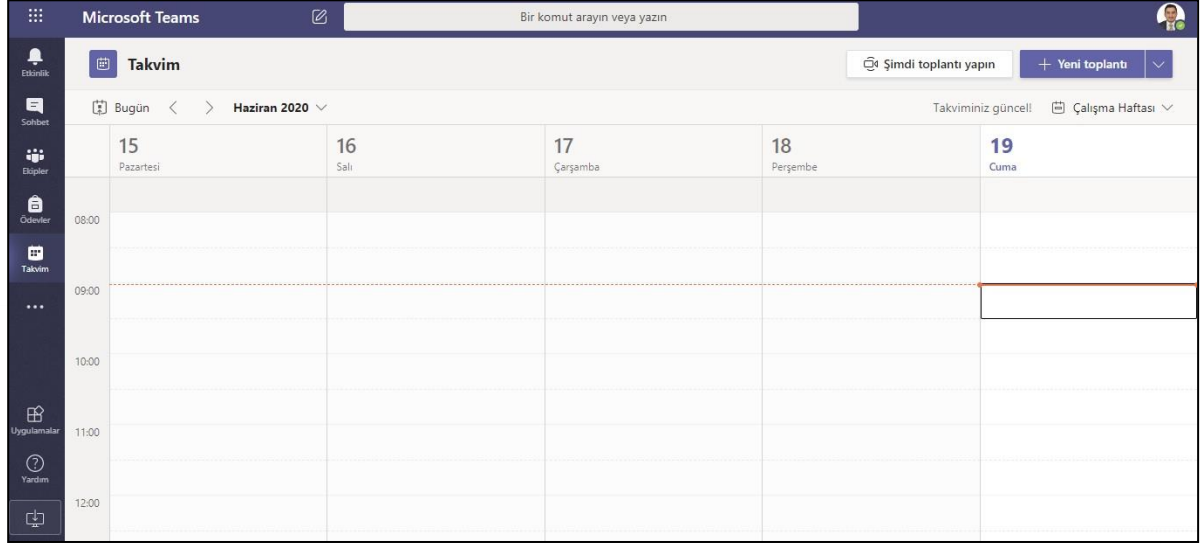 Microsoft Teams
Bir komut arayın veya yazın
Etkinlik
Sohbet
Ekipler
Ödevler
Takvim
Uygulamalar
Yardım
Takvim
Şimdi toplantı yapın
+ Yeni toplantı
Bugün
Haziran 2020
Takviminiz güncel!
Çalışma Haftası
15
Pazartesi
16
Salı
17
Çarşamba
18
Perşembe
19
Cuma
08:00
09:00
10:00
11:00
12:00